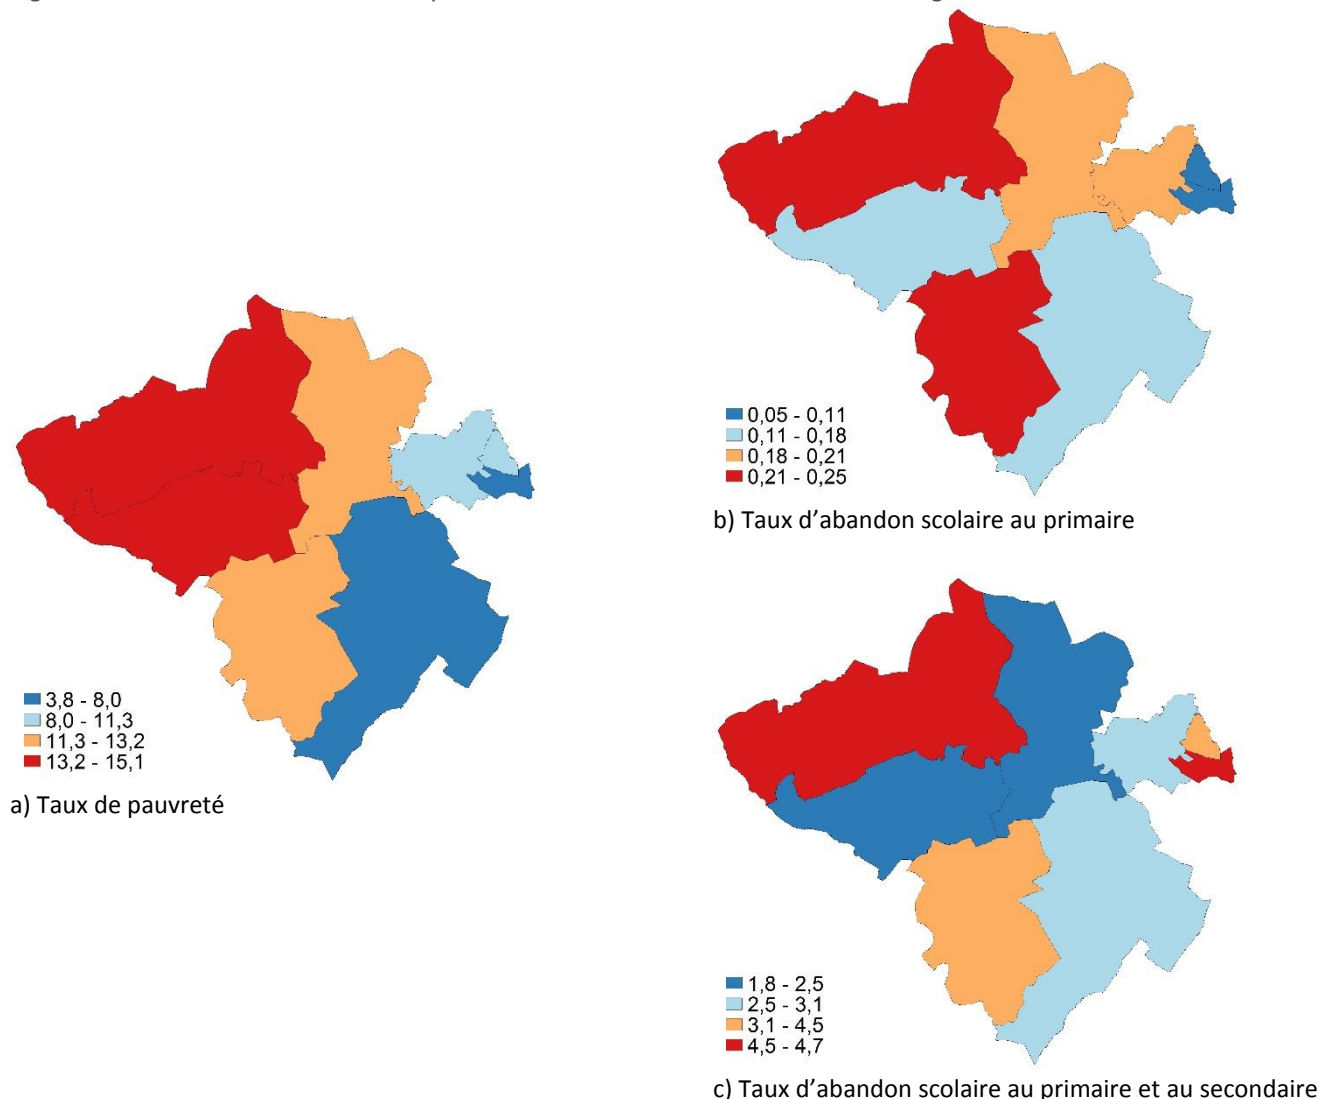 3,8 - 8,0
8,0 - 11,3
11,3 - 13,2
13,2 - 15,1
a) Taux de pauvreté
0,05 - 0,11
0,11 - 0,18
0,18 - 0,21
0,21 - 0,25
b) Taux d’abandon scolaire au primaire
1,8 - 2,5
2,5 - 3,1
3,1 - 4,5
4,5 - 4,7
c) Taux d’abandon scolaire au primaire et au secondaire